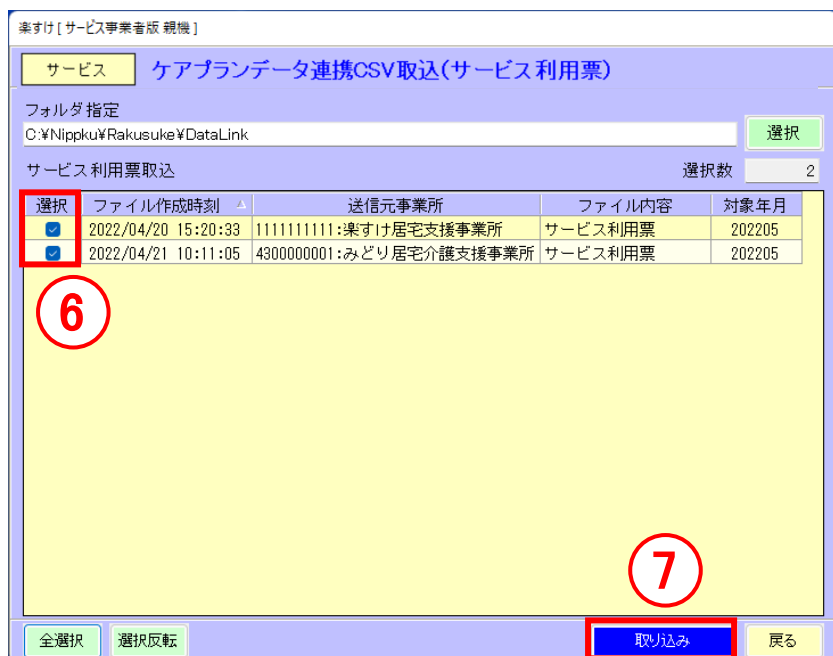 楽すけ [ サービス事業者版 親機 ]
サービス ケアプランデータ連携CSV取込(サービス利用票)
フォルダ指定
C:¥Nippku¥Rakusuke¥DataLink 選択
サービス利用票取込 選択数 2
選択 ファイル作成時刻 △ 送信元事業所 ファイル内容 対象年月
2022/04/20 15:20:33 1111111111:楽すけ居宅支援事業所 サービス利用票 202205
2022/04/21 10:11:05 4300000001:みどり居宅介護支援事業所 サービス利用票 202205
⑥
⑦
全選択 選択反転 取り込み 戻る